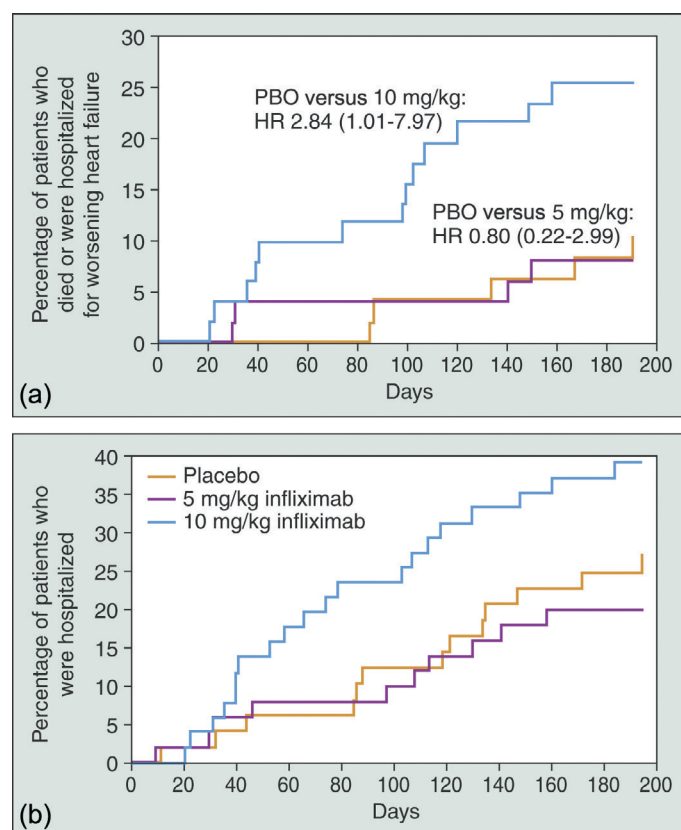 Percentage of patients who
died or were hospitalized
for worsening heart failure
30
25
20
15
10
5
0
PBO versus 10 mg/kg:
HR 2.84 (1.01-7.97)
PBO versus 5 mg/kg:
HR 0.80 (0.22-2.99)
0 20 40 60 80 100 120 140 160 180 200
Days
(a)
Percentage of patients who
were hospitalized
40
35
30
25
20
15
10
5
0
Placebo
5 mg/kg infliximab
10 mg/kg infliximab
0 20 40 60 80 100 120 140 160 180 200
Days
(b)